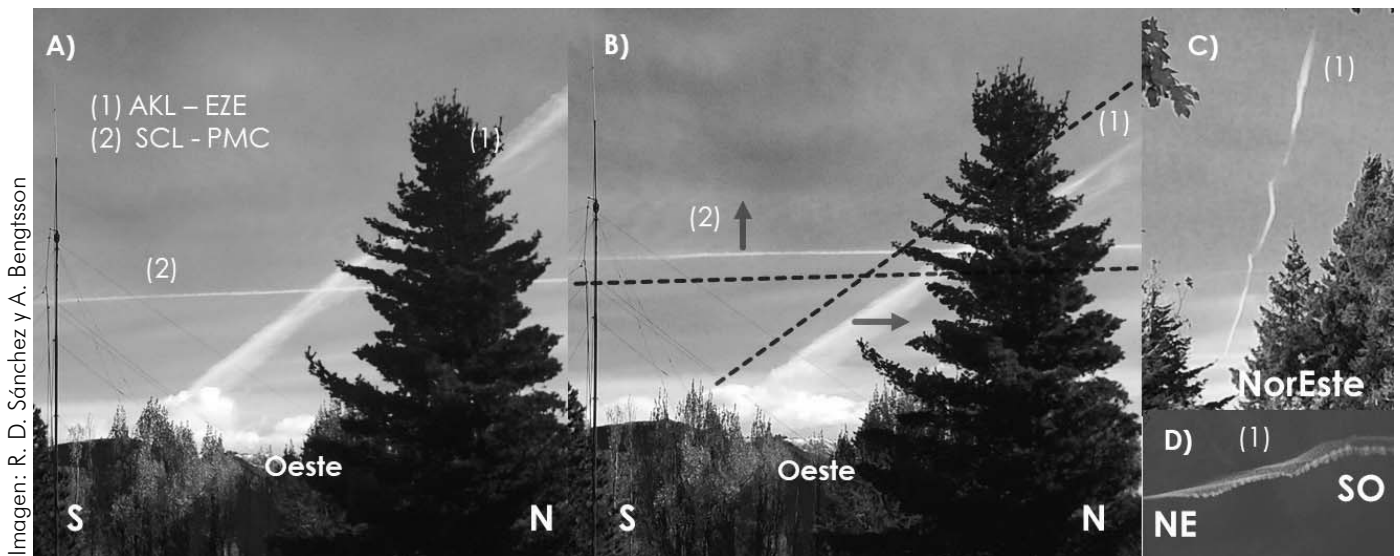 Imagen: R. D. Sánchez y A. Bengtsson
A)
(1) AKL – EZE
(2) SCL - PMC
(1)
(2)
Oeste
S
N
B)
(1)
(2)
Oeste
S
N
C)
(1)
NorEste
D)
(1)
SO
NE